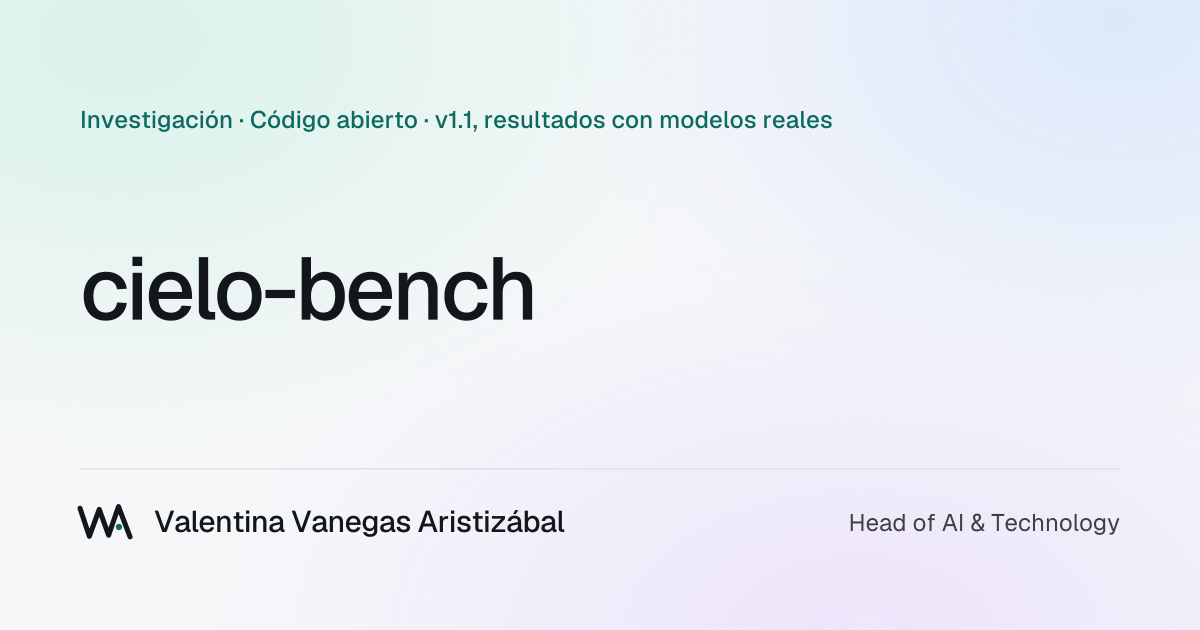 Investigación · Código abierto · v1.1, resultados con modelos reales
cielo-bench
Valentina Vanegas Aristizábal
Head of AI & Technology